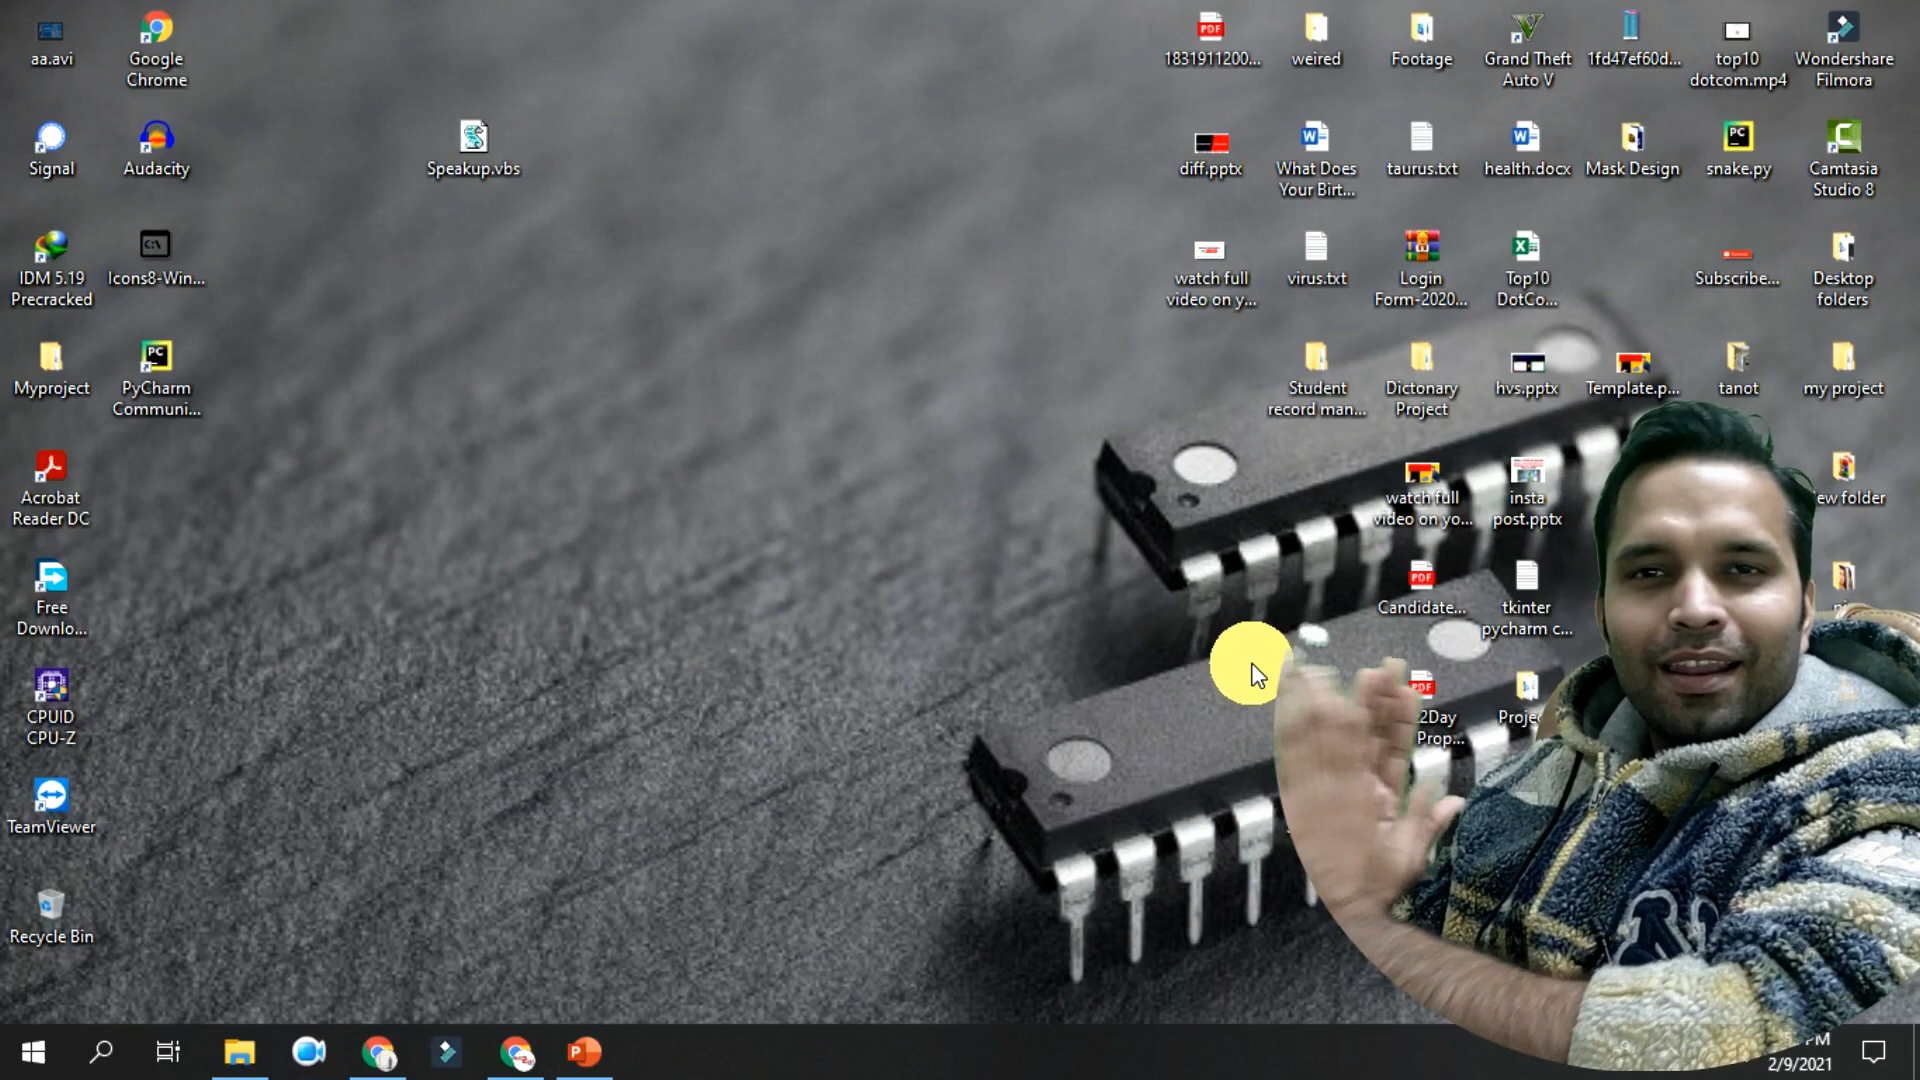 aa.avi
Google
Chrome
1831911200...
weired
Footage
Grand Theft
Auto V
1fd47ef60d...
top10
dotcom.mp4
Wondershare
Filmora
Signal
Audacity
Speakup.vbs
diff.pptx
What Does
Your Birt...
taurus.txt
health.docx
Mask Design
snake.py
Camtasia
Studio 8
IDM 5.19
Precracked
Icons8-Win...
watch full
video on y...
virus.txt
Login
Form-2020...
Top10
DotCo...
Subscribe...
Desktop
folders
Myproject
PyCharm
Communi...
Student
record man...
Dictonary
Project
hvs.pptx
Template.p...
tanot
my project
Acrobat
Reader DC
watch full
video on yo...
insta
post.pptx
ew folder
Free
Downlo...
Candidate...
tkinter
pycharm c...
CPUID
CPU-Z
2Day
Prop...
Proje
TeamViewer
Recycle Bin
PM
2/9/2021